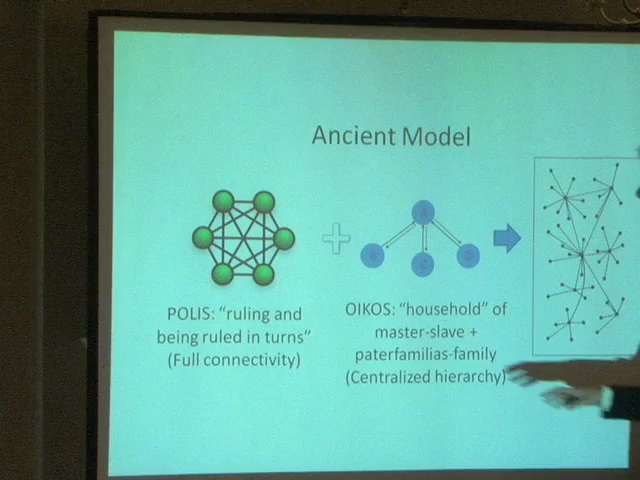 Ancient Model
POLIS: "ruling and
being ruled in turns"
(Full connectivity)
A
OIKOS: "household" of
master-slave +
paterfamilias-family
(Centralized hierarchy)